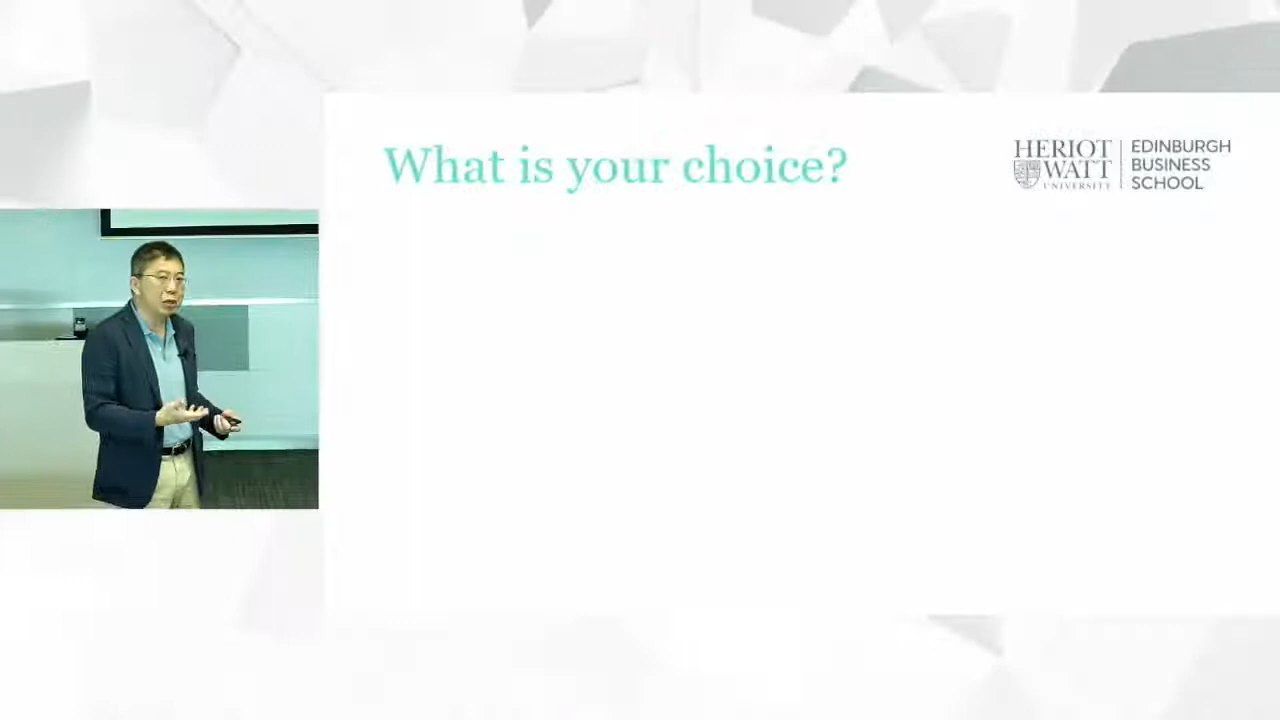 What is your choice?
HERIOT
WATT
UNIVERSITY
EDINBURGH
BUSINESS
SCHOOL